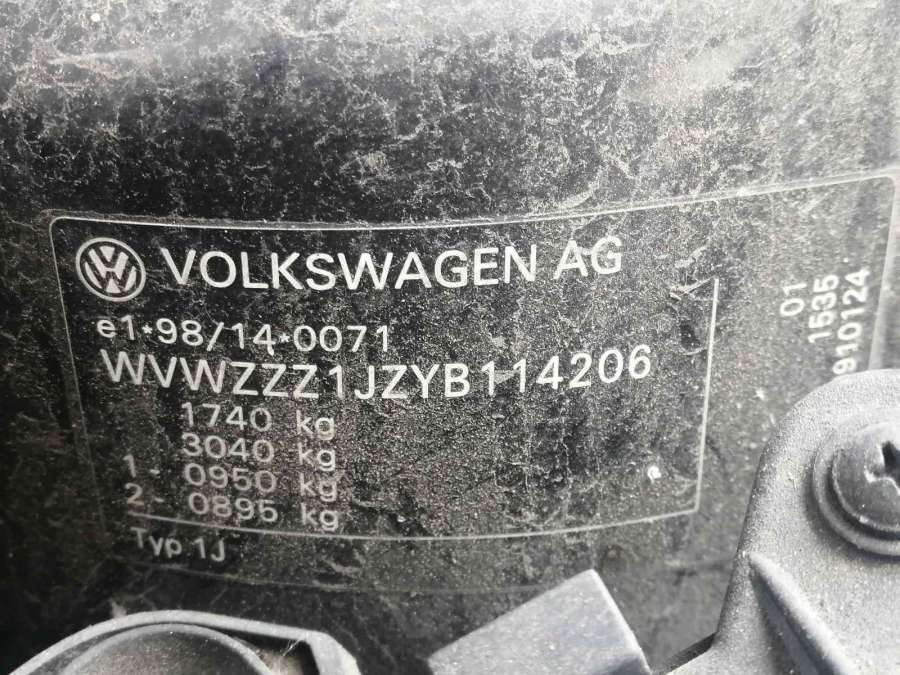 VOLKSWAGEN AG
e1*98/14*0071
WVWZZZ1JZYB114206
1740 kg
3040 kg
1- 0950 kg
2- 0895 kg
Typ 1J
01
1535
910124